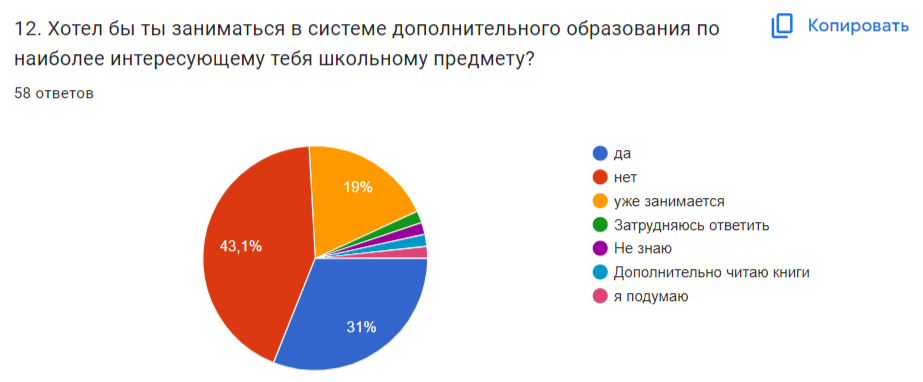 12. Хотел бы ты заниматься в системе дополнительного образования по
наиболее интересующему тебя школьному предмету?
Копировать
58 ответов
19%
43,1%
31%
да
нет
уже занимается
Затрудняюсь ответить
Не знаю
Дополнительно читаю книги
я подумаю